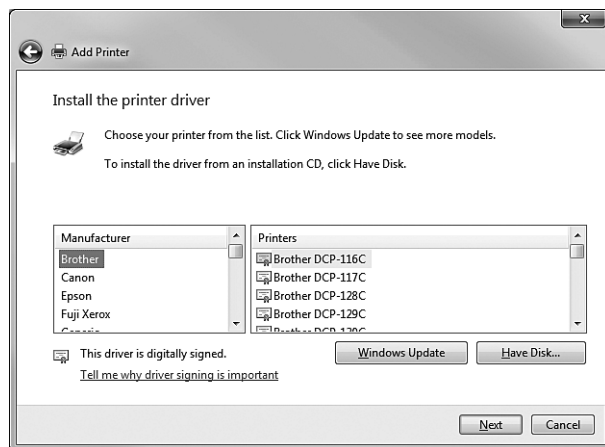 Add Printer
Install the printer driver
Choose your printer from the list. Click Windows Update to see more models.
To install the driver from an installation CD, click Have Disk.
Manufacturer
Brother
Canon
Epson
Fuji Xerox
Printers
Brother DCP-116C
Brother DCP-117C
Brother DCP-128C
Brother DCP-129C
This driver is digitally signed.
Tell me why driver signing is important
Windows Update
Have Disk...
Next
Cancel